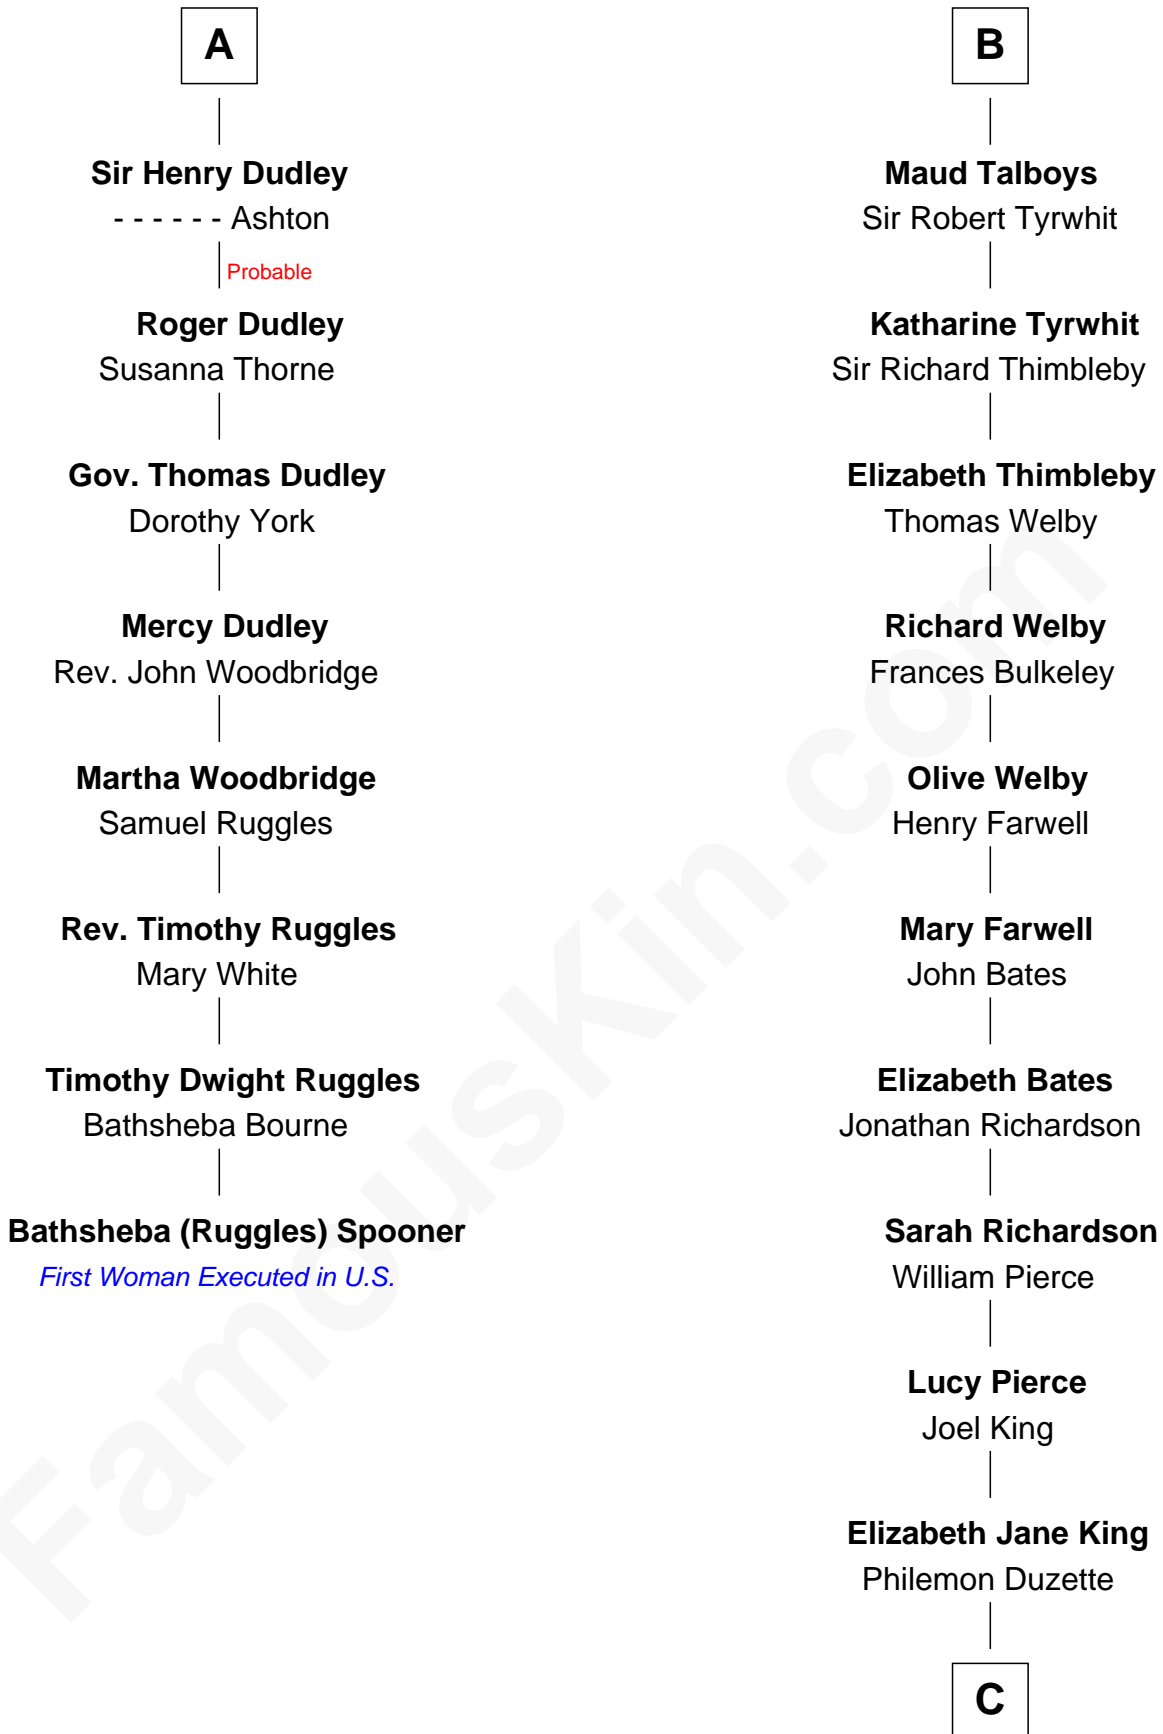 A
Sir Henry Dudley
- - - - - - Ashton
Probable
Roger Dudley
Susanna Thorne
Gov. Thomas Dudley
Dorothy York
Mercy Dudley
Rev. John Woodbridge
Martha Woodbridge
Samuel Ruggles
Rev. Timothy Ruggles
Mary White
Timothy Dwight Ruggles
Bathsheba Bourne
Bathsheba (Ruggles) Spooner
First Woman Executed in U.S.
B
Maud Talboys
Sir Robert Tyrwhit
Katharine Tyrwhit
Sir Richard Thimbleby
Elizabeth Thimbleby
Thomas Welby
Richard Welby
Frances Bulkeley
Olive Welby
Henry Farwell
Mary Farwell
John Bates
Elizabeth Bates
Jonathan Richardson
Sarah Richardson
William Pierce
Lucy Pierce
Joel King
Elizabeth Jane King
Philemon Duzette
C
FamousKin.com